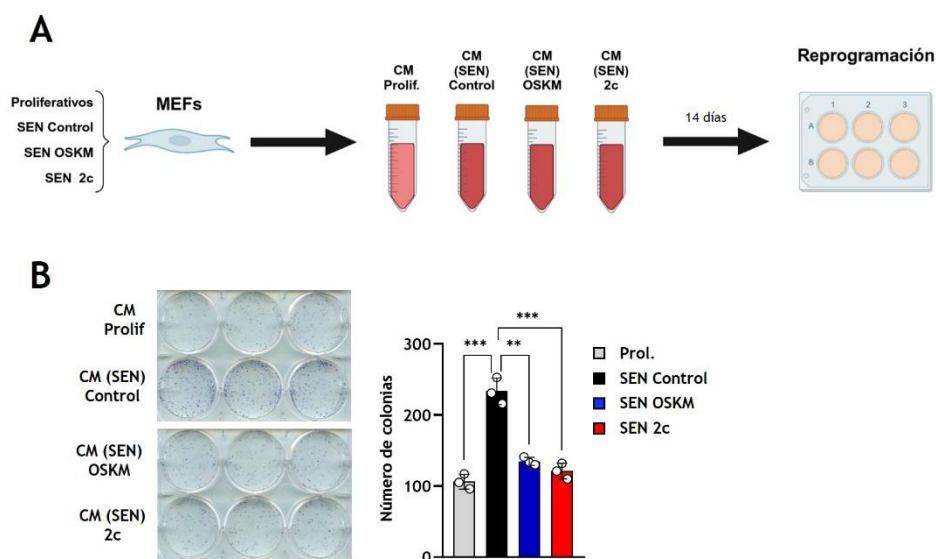 A
Proliferativos
SEN Control
SEN OSKM
SEN 2c
MEFs
CM
Prolif.
CM
(SEN)
Control
CM
(SEN)
OSKM
CM
(SEN)
2c
14 días
Reprogramación
1 2 3
A
B
B
CM
Prolif
CM (SEN)
Control
CM (SEN)
OSKM
CM (SEN)
2c
Número de colonias
300
200
100
0
***
*** **
Prol.
SEN Control
SEN OSKM
SEN 2c